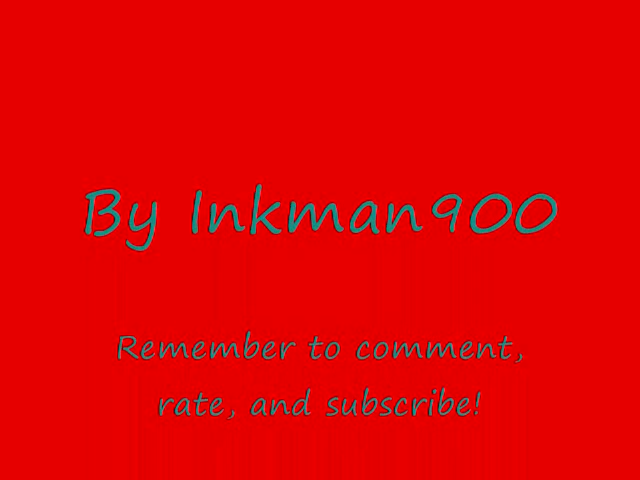 By Inkman900
Remember to comment,
rate, and subscribe!